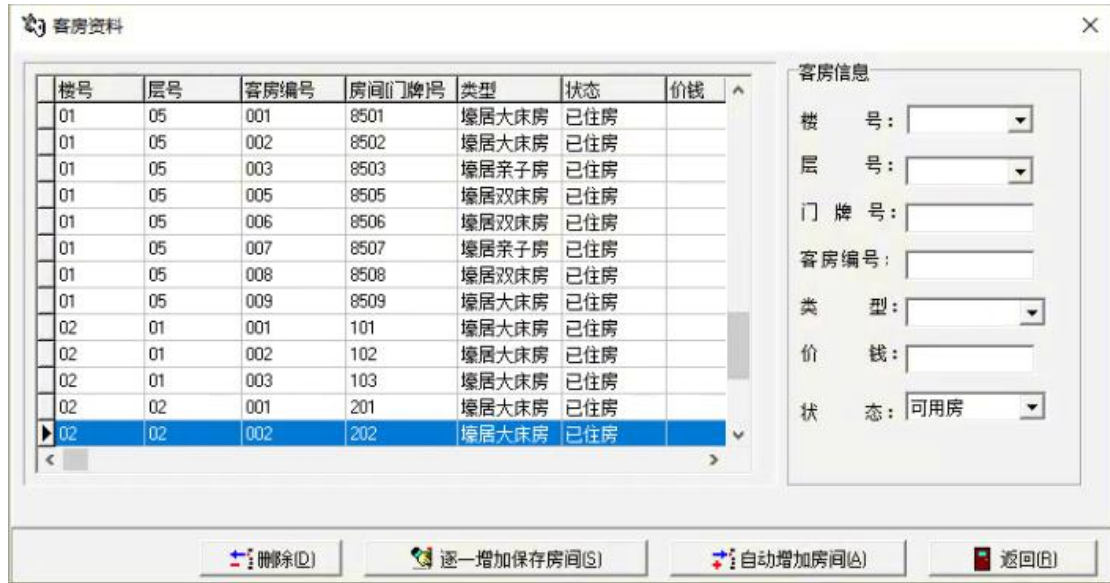 客房资料
楼号 层号 客房编号 房间[门牌]号 类型 状态 价钱
01 05 001 8501 壕居大床房 已住房
01 05 002 8502 壕居大床房 已住房
01 05 003 8503 壕居亲子房 已住房
01 05 005 8505 壕居双床房 已住房
01 05 006 8506 壕居双床房 已住房
01 05 007 8507 壕居亲子房 已住房
01 05 008 8508 壕居双床房 已住房
01 05 009 8509 壕居大床房 已住房
02 01 001 101 壕居大床房 已住房
02 01 002 102 壕居大床房 已住房
02 01 003 103 壕居大床房 已住房
02 02 001 201 壕居大床房 已住房
02 02 002 202 壕居大床房 已住房
客房信息
楼 号：
层 号：
门 牌 号：
客房编号：
类 型：
价 钱：
状 态： 可用房
删除(D) 逐一增加保存房间(S) 自动增加房间(A) 返回(R)